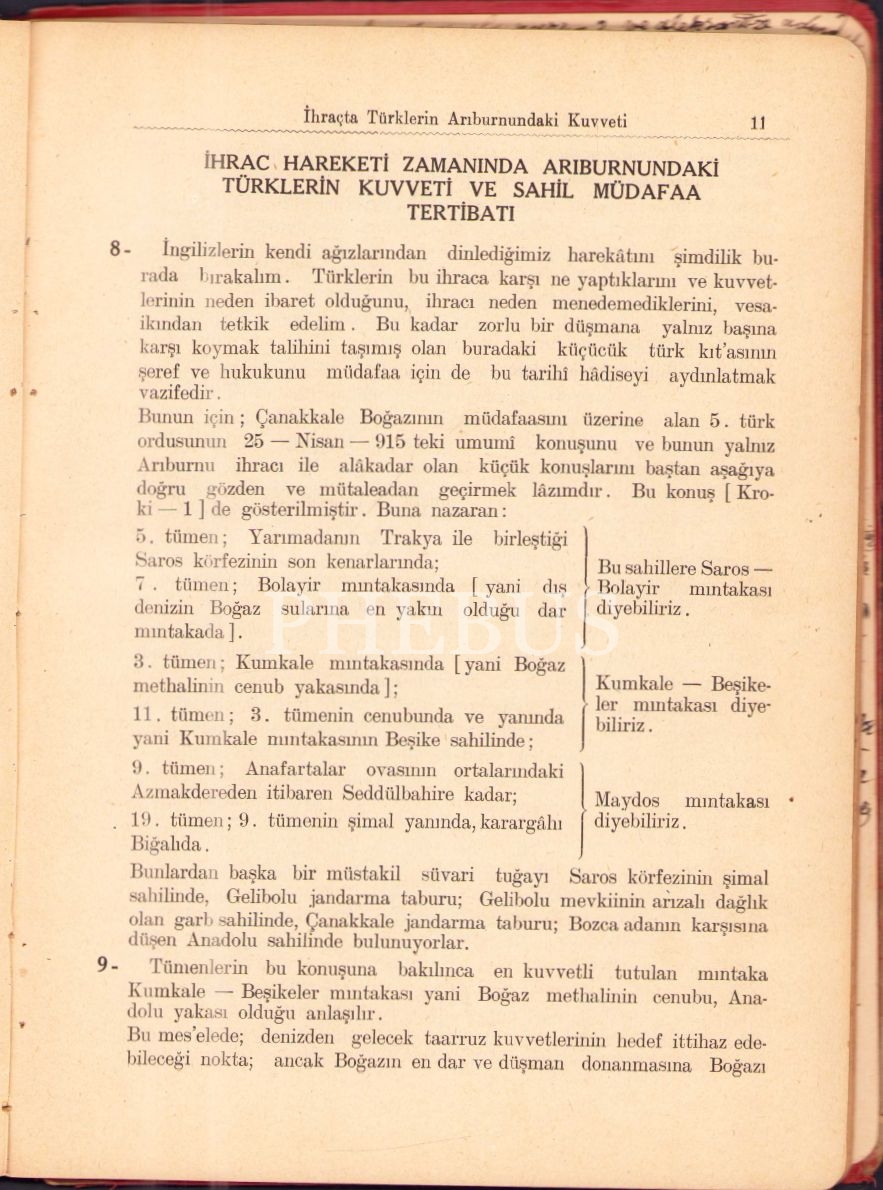 İhraçta Türklerin Arıburnundaki Kuvveti 11
İHRAC HAREKETİ ZAMANINDA ARIBURNUNDAKİ
TÜRKLERİN KUVVETİ VE SAHİL MÜDAFAA
TERTİBATI
8- İngilizlerin kendi ağızlarından dinlediğimiz harekâtını şimdilik bu-
rada bırakalım. Türklerin bu ihraca karşı ne yaptıklarını ve kuvvet-
lerinin neden ibaret olduğunu, ihracı neden menedemediklerini, vesa-
ikından tetkik edelim. Bu kadar zorlu bir düşmana yalnız başına
karşı koymak talihini taşımış olan buradaki küçücük türk kıt'asının
şeref ve hukukunu müdafaa için de bu tarihî hâdiseyi aydınlatmak
vazifedir.
Bunun için; Çanakkale Boğazının müdafaasını üzerine alan 5. türk
ordusunun 25 — Nisan — 915 teki umumî konuşunu ve bunun yalnız
Arıburnu ihracı ile alâkadar olan küçük konuşlarını baştan aşağıya
doğru gözden ve mütaleadan geçirmek lâzımdır. Bu konuş [ Kro-
ki — 1 ] de gösterilmiştir. Buna nazaran:
5. tümen; Yarımadanın Trakya ile birleştiği
Saros körfezinin son kenarlarında;
7. tümen; Bolayir mıntakasında [ yani dış
denizin Boğaz sularına en yakın olduğu dar
mıntakada ].
Bu sahillere Saros —
Bolayir mıntakası
diyebiliriz.
3. tümen; Kumkale mıntakasında [ yani Boğaz
methalinin cenub yakasında ];
11. tümen; 3. tümenin cenubunda ve yanında
yani Kumkale mıntakasının Beşike sahilinde;
Kumkale — Beşike-
ler mıntakası diye-
biliriz.
9. tümen; Anafartalar ovasının ortalarındaki
Azmakdereden itibaren Seddülbahire kadar;
19. tümen; 9. tümenin şimal yanında, karargâhı
Biğalıda.
Maydos mıntakası
diyebiliriz.
Bunlardan başka bir müstakil süvari tuğayı Saros körfezinin şimal
sahilinde, Gelibolu jandarma taburu; Gelibolu mevkiinin arızalı dağlık
olan garb sahilinde, Çanakkale jandarma taburu; Bozca adanın karşısına
düşen Anadolu sahilinde bulunuyorlar.
9- Tümenlerin bu konuşuna bakılınca en kuvvetli tutulan mıntaka
Kumkale — Beşikeler mıntakası yani Boğaz methalinin cenubu, Ana-
dolu yakası olduğu anlaşılır.
Bu mes'elede; denizden gelecek taarruz kuvvetlerinin hedef ittihaz ede-
bileceği nokta; ancak Boğazın en dar ve düşman donanmasına Boğazı
PHEBUS